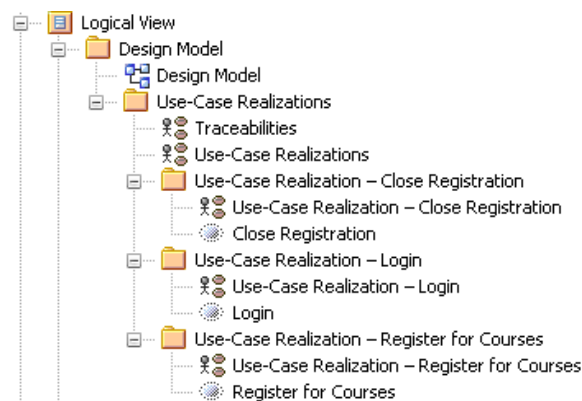 Logical View
Design Model
Design Model
Use-Case Realizations
Traceabilities
Use-Case Realizations
Use-Case Realization – Close Registration
Use-Case Realization – Close Registration
Close Registration
Use-Case Realization – Login
Use-Case Realization – Login
Login
Use-Case Realization – Register for Courses
Use-Case Realization – Register for Courses
Register for Courses